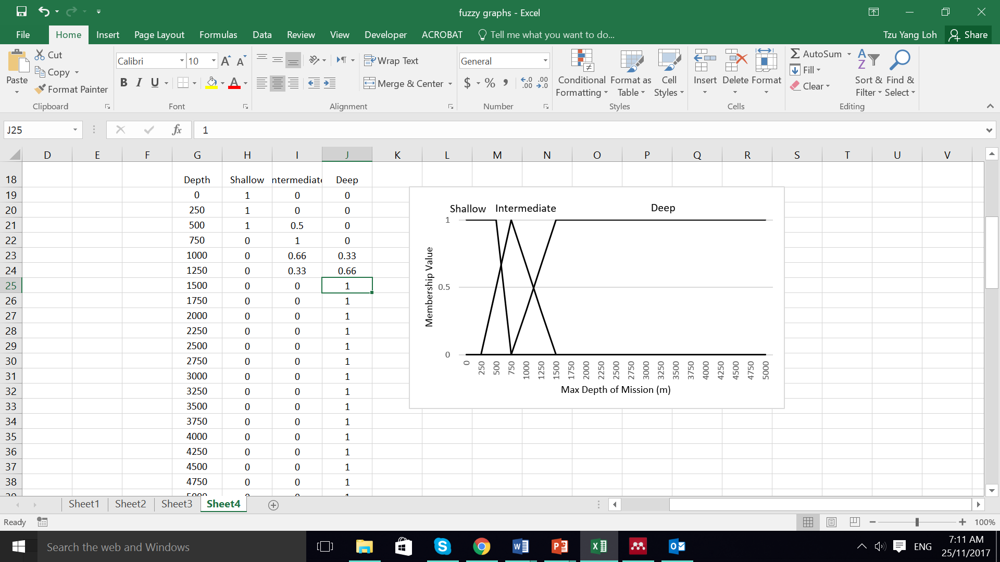 fuzzy graphs - Excel
File Home Insert Page Layout Formulas Data Review View Developer ACROBAT Tell me what you want to do... Tzu Yang Loh Share
Paste
Cut
Copy
Format Painter
Clipboard
Calibri 10
B I U
Font
Wrap Text
Merge & Center
Alignment
General
$ % ,
Number
Conditional Formatting
Format as Table
Cell Styles
Styles
Insert Delete Format
Cells
AutoSum
Fill
Clear
Sort & Filter
Find & Select
Editing
J25 fx 1
D E F G H I J K L M N O P Q R S T U V
18 Depth Shallow ntermediate Deep
19 0 1 0 0
20 250 1 0 0
21 500 1 0.5 0
22 750 0 1 0
23 1000 0 0.66 0.33
24 1250 0 0.33 0.66
25 1500 0 0 1
26 1750 0 0 1
27 2000 0 0 1
28 2250 0 0 1
29 2500 0 0 1
30 2750 0 0 1
31 3000 0 0 1
32 3250 0 0 1
33 3500 0 0 1
34 3750 0 0 1
35 4000 0 0 1
36 4250 0 0 1
37 4500 0 0 1
38 4750 0 0 1
39 5000 0 0 1
Shallow Intermediate Deep
1
0.5
0
Membership Value
0 250 500 750 1000 1250 1500 1750 2000 2250 2500 2750 3000 3250 3500 3750 4000 4250 4500 4750 5000
Max Depth of Mission (m)
Sheet1 Sheet2 Sheet3 Sheet4
Ready 100%
Search the web and Windows
ENG
7:11 AM
25/11/2017